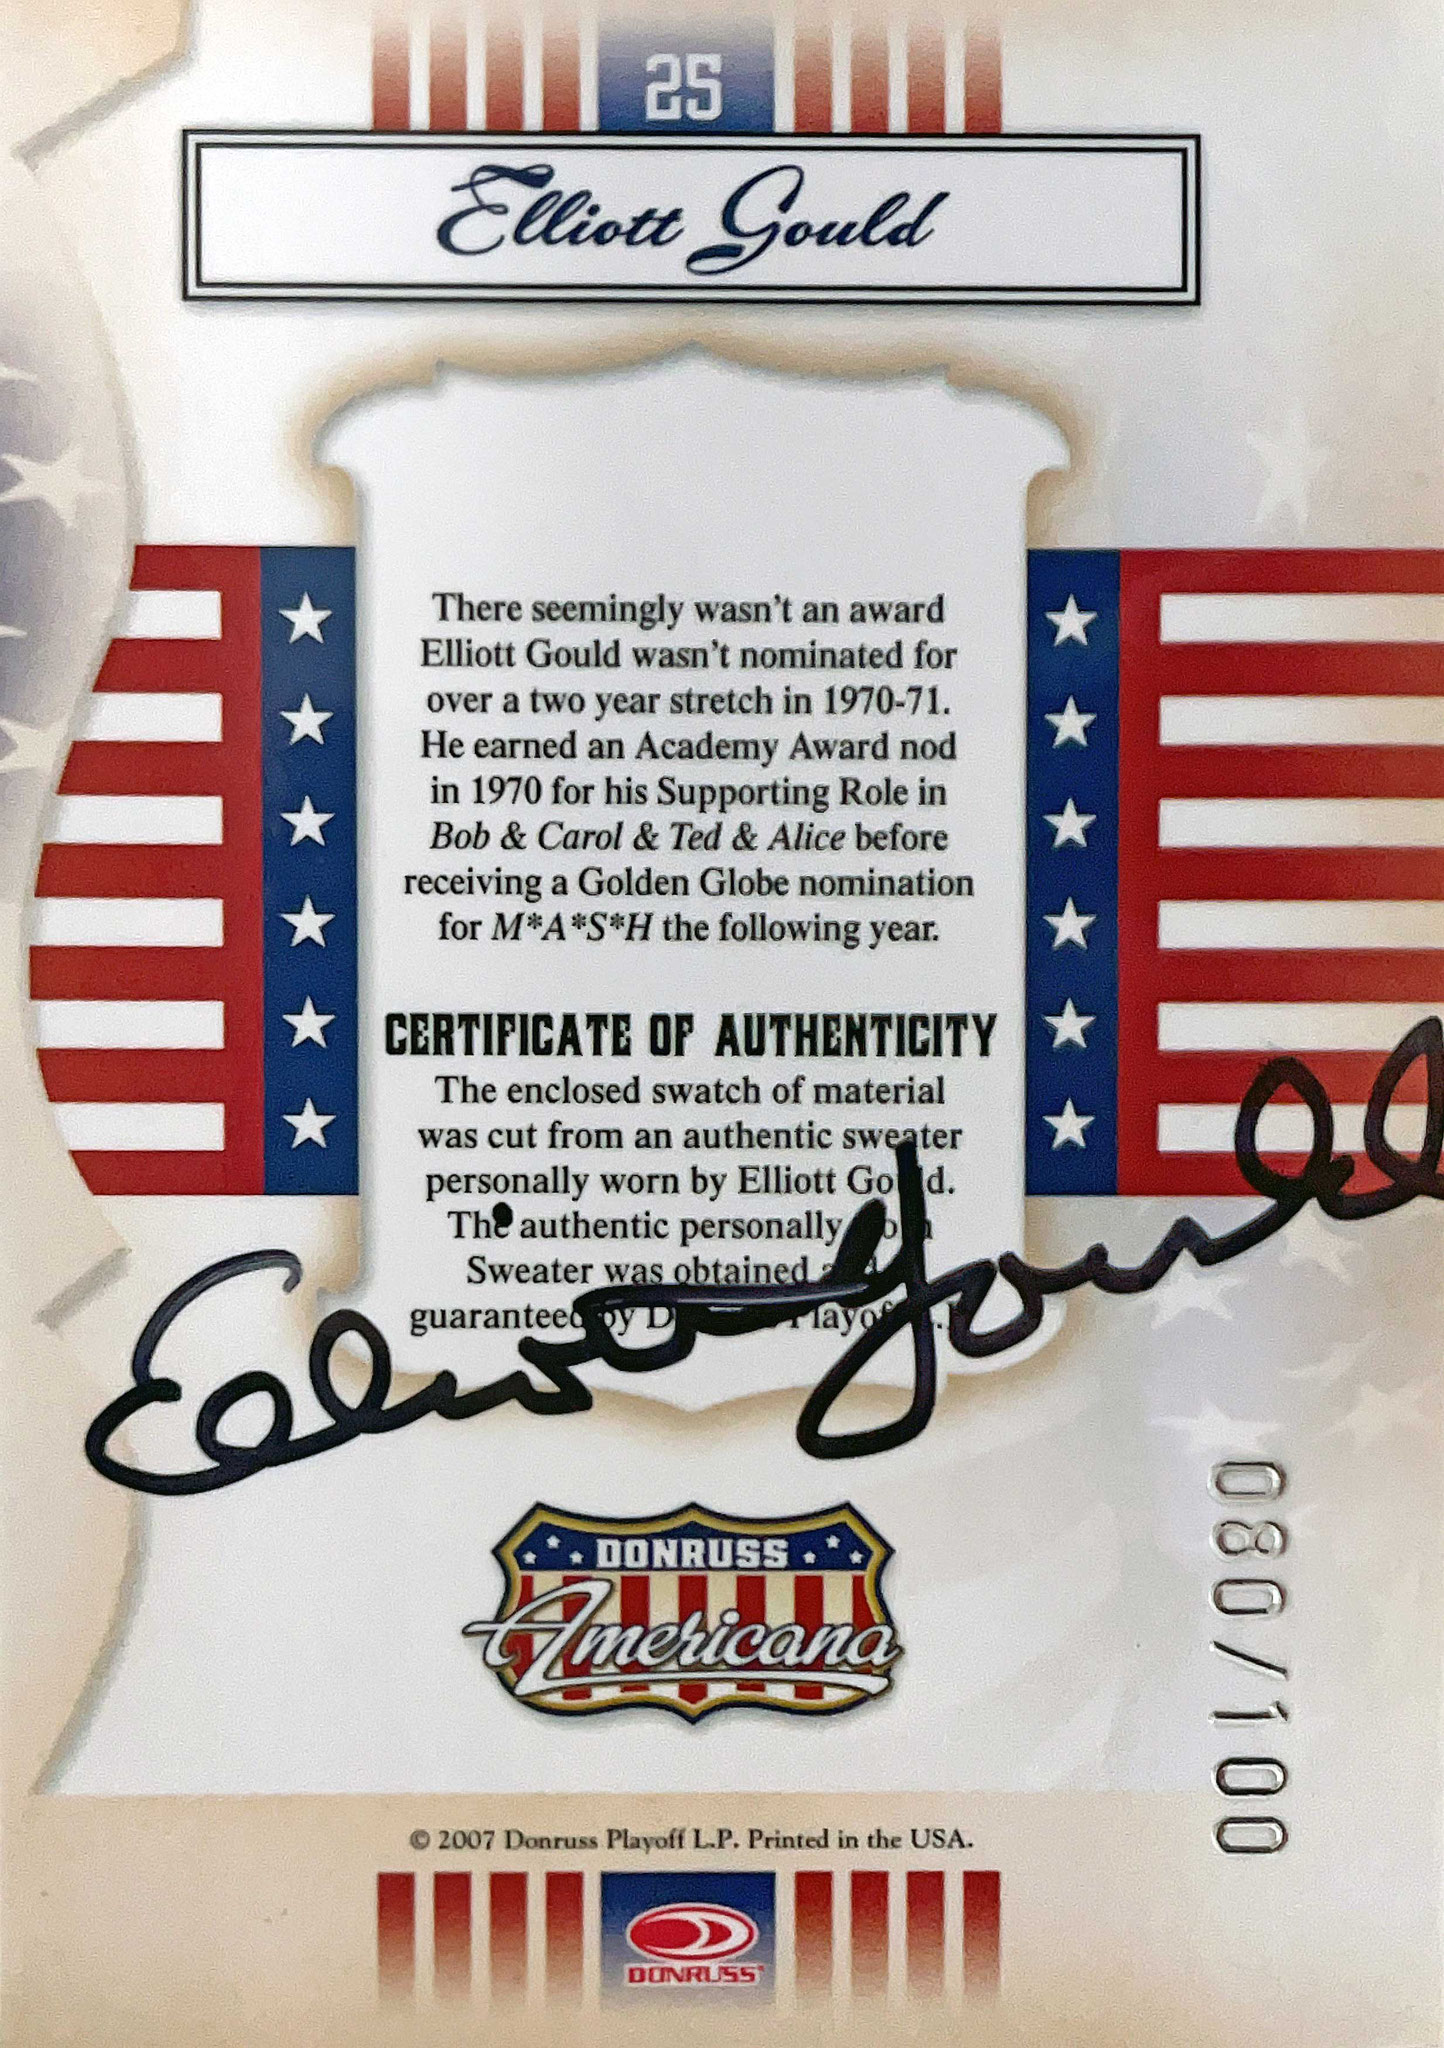 25
Elliott Gould
There seemingly wasn't an award
Elliott Gould wasn't nominated for
over a two year stretch in 1970-71.
He earned an Academy Award nod
in 1970 for his Supporting Role in
Bob & Carol & Ted & Alice before
receiving a Golden Globe nomination
for M*A*S*H the following year.
CERTIFICATE OF AUTHENTICITY
The enclosed swatch of material
was cut from an authentic sweater
personally worn by Elliott Gould.
The authentic personally
Sweater was obtained
guaranteed by
Elliott Gould
DONRUSS
Americana
080/100
© 2007 Donruss Playoff L.P. Printed in the USA.
DONRUSS